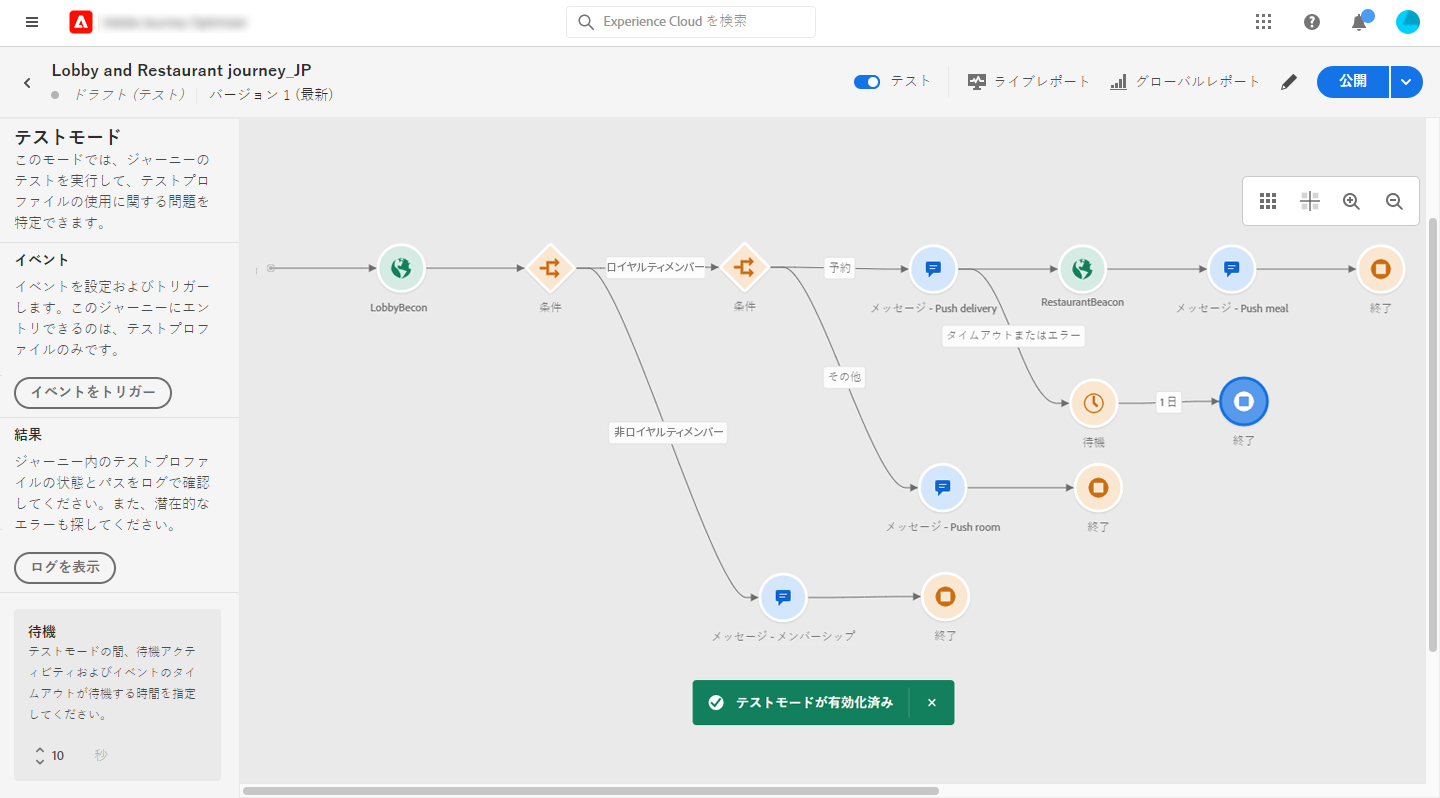 Experience Cloud を検索
Lobby and Restaurant journey_JP
ドラフト (テスト)
バージョン 1 (最新)
テスト
ライブレポート
グローバルレポート
公開
テストモード
このモードでは、ジャーニーの
テストを実行して、テストプロ
ファイルの使用に関する問題を
特定できます。
イベント
イベントを設定およびトリガー
します。このジャーニーにエン
トリできるのは、テストプロフ
ァイルのみです。
イベントをトリガー
結果
ジャーニー内のテストプロファ
イルの状態とパスをログで確認
してください。また、潜在的な
エラーも探してください。
ログを表示
待機
テストモードの間、待機アクテ
ィビティおよびイベントのタイ
ムアウトが待機する時間を指定
してください。
10 秒
LobbyBecon
条件
ロイヤルティメンバー
条件
予約
メッセージ - Push delivery
RestaurantBeacon
メッセージ - Push meal
終了
タイムアウトまたはエラー
その他
待機
1 日
終了
非ロイヤルティメンバー
メッセージ - Push room
終了
メッセージ - メンバーシップ
終了
テストモードが有効化済み